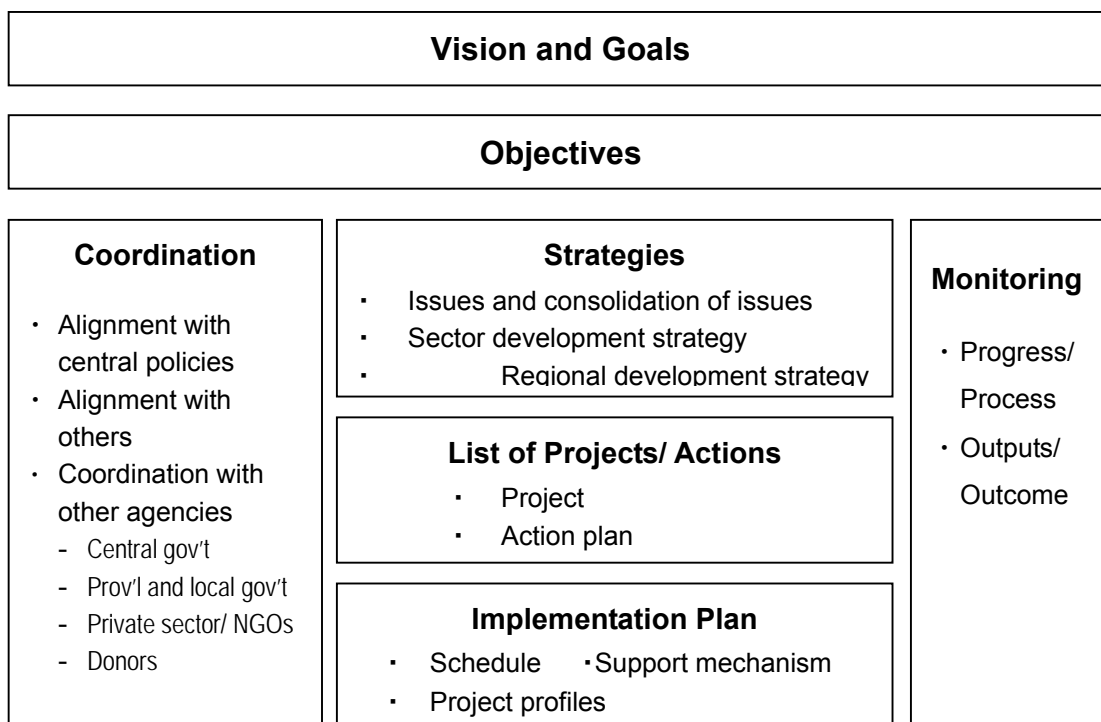 Vision and Goals
Objectives
Coordination
・ Alignment with
central policies
・ Alignment with
others
・ Coordination with
other agencies
- Central gov't
- Prov'l and local gov't
- Private sector/ NGOs
- Donors
Strategies
・ Issues and consolidation of issues
・ Sector development strategy
・ Regional development strategy
List of Projects/ Actions
・ Project
・ Action plan
Implementation Plan
・ Schedule ・Support mechanism
・ Project profiles
Monitoring
・ Progress/
Process
・ Outputs/
Outcome